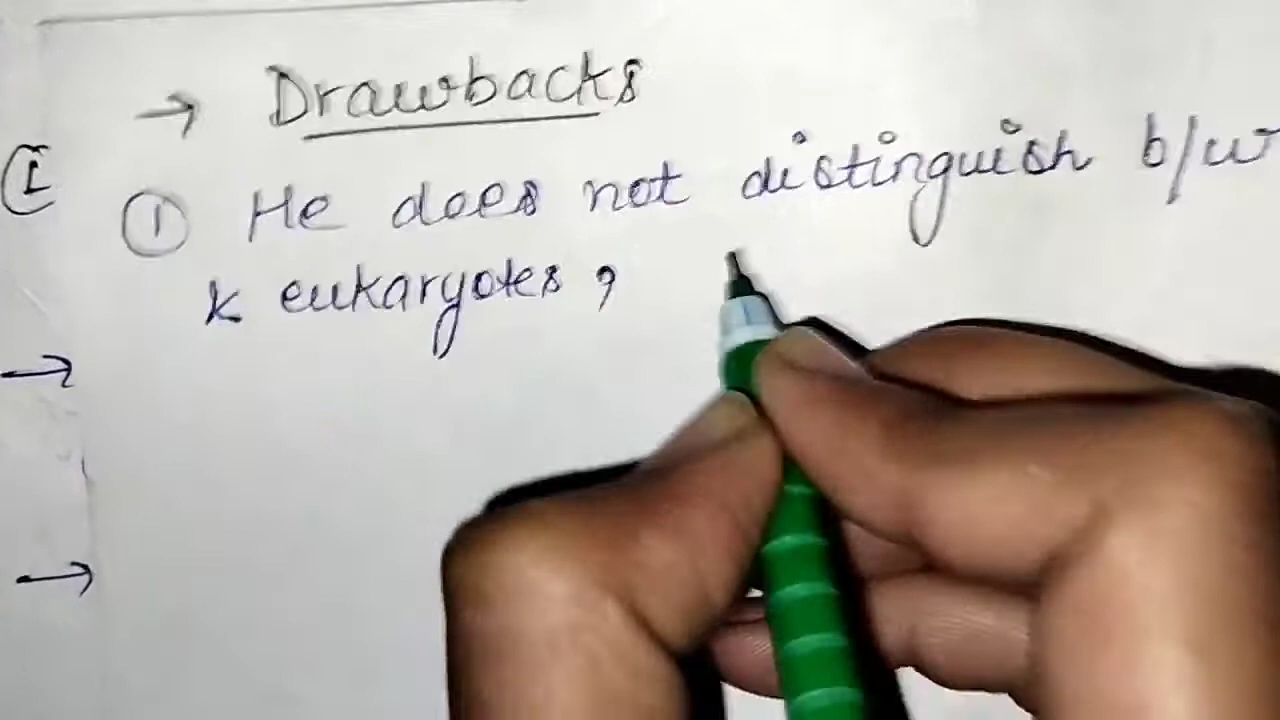 → Drawbacks
① He does not distinguish b/w
k eukaryotes,
→
→